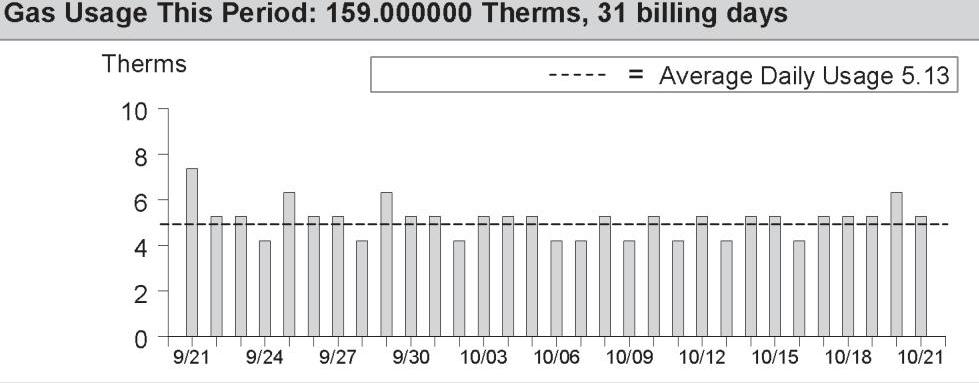 Gas Usage This Period: 159.000000 Therms, 31 billing days
Therms
----- = Average Daily Usage 5.13
10
8
6
4
2
0
9/21 9/24 9/27 9/30 10/03 10/06 10/09 10/12 10/15 10/18 10/21